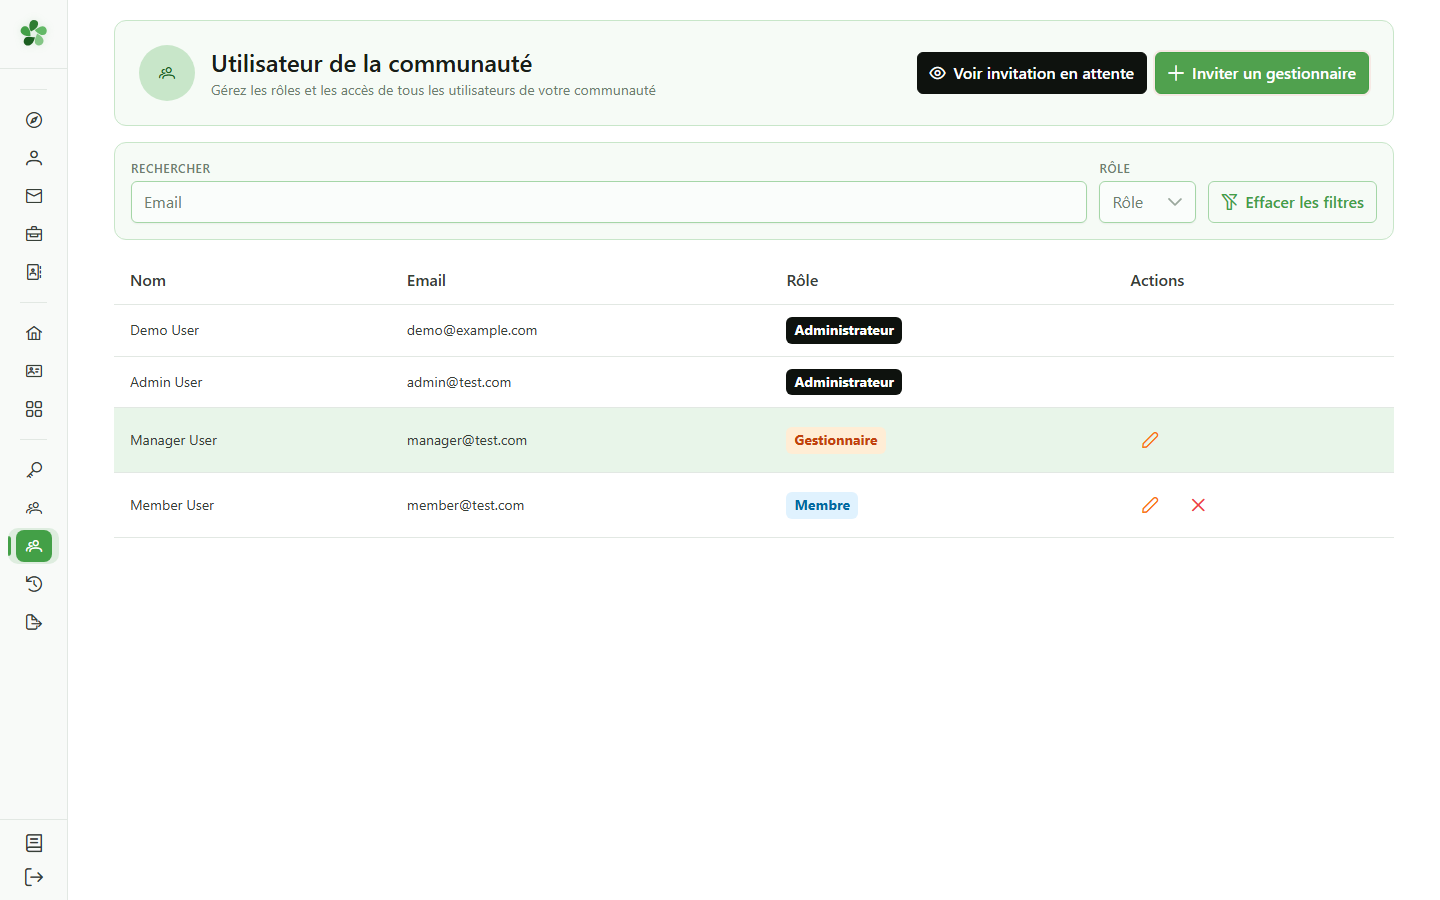 Utilisateur de la communauté
Gérez les rôles et les accès de tous les utilisateurs de votre communauté
Voir invitation en attente
Inviter un gestionnaire
RECHERCHER
RÔLE
Email
Rôle
Effacer les filtres
Nom Email Rôle Actions
Demo User demo@example.com Administrateur
Admin User admin@test.com Administrateur
Manager User manager@test.com Gestionnaire
Member User member@test.com Membre